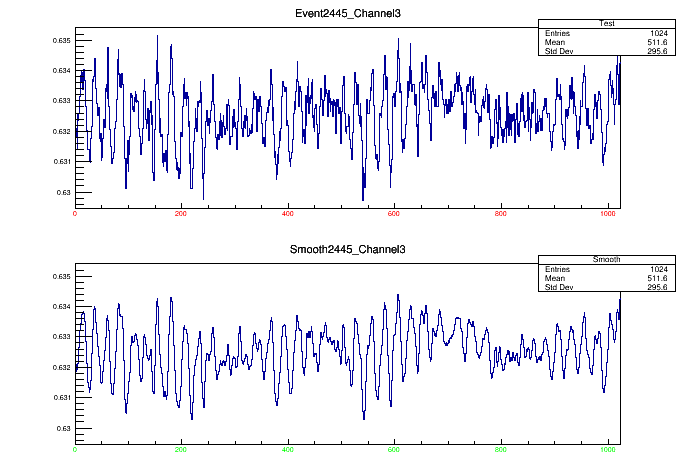 Event2445_Channel3
Test
Entries 1024
Mean 511.6
Std Dev 295.6
0.635
0.634
0.633
0.632
0.631
0.63
0 200 400 600 800 1000
Smooth2445_Channel3
Smooth
Entries 1024
Mean 511.6
Std Dev 295.6
0.635
0.634
0.633
0.632
0.631
0.63
0 200 400 600 800 1000